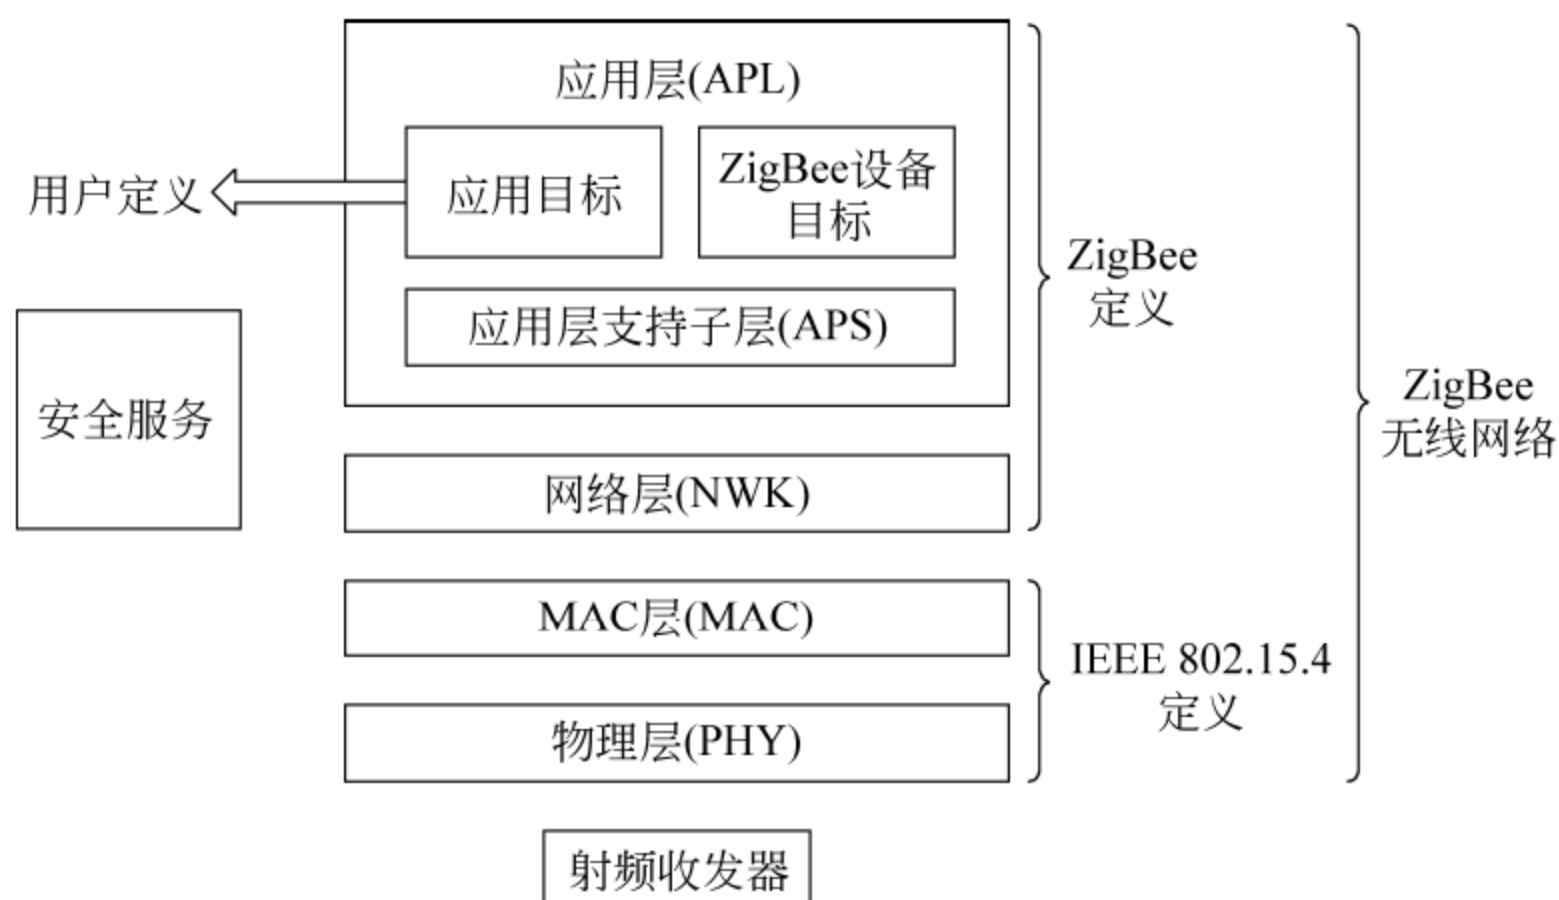 应用层(APL)
用户定义
应用目标
ZigBee设备
目标
应用层支持子层(APS)
ZigBee
定义
安全服务
网络层(NWK)
ZigBee
无线网络
MAC层(MAC)
物理层(PHY)
IEEE 802.15.4
定义
射频收发器